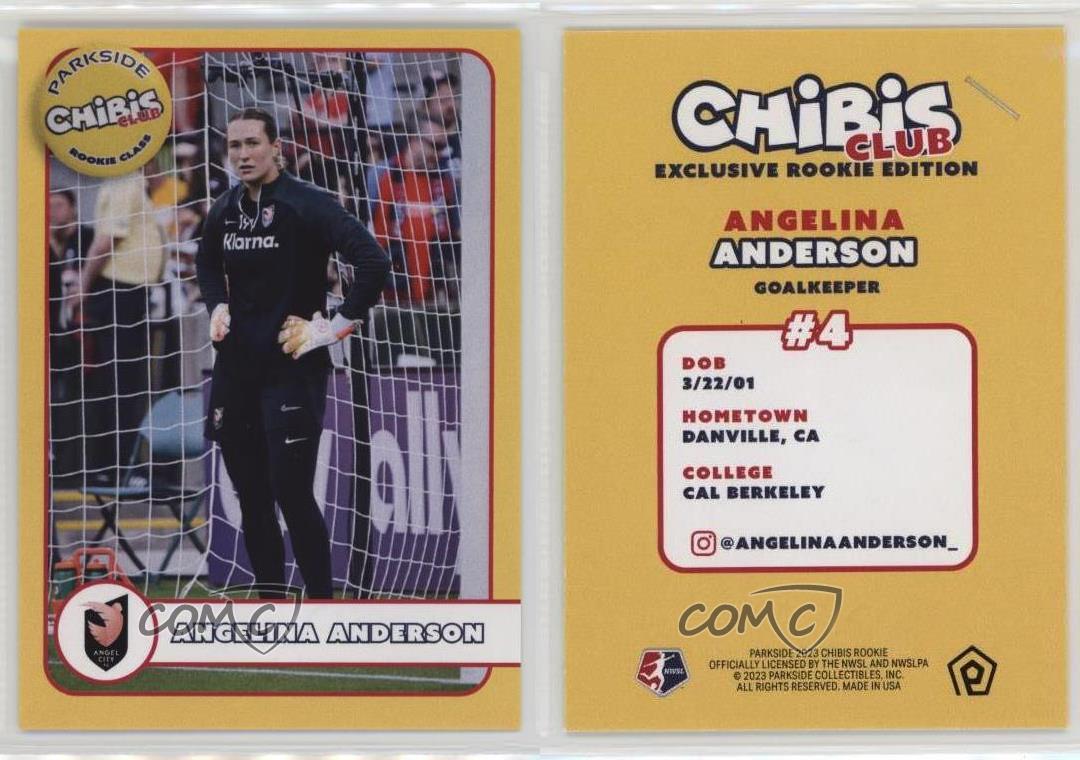 PARKSIDE
CHiBiS
CLUB
ROOKIE CLASS
Klarna.
ally
ANGEL
CITY
FC
ANGELINA ANDERSON
COMC
CHiBiS
CLUB
EXCLUSIVE ROOKIE EDITION
ANGELINA
ANDERSON
GOALKEEPER
#4
DOB
3/22/01
HOMETOWN
DANVILLE, CA
COLLEGE
CAL BERKELEY
@ANGELINAANDERSON_
COMC
NWSL
PARKSIDE 2023 CHIBIS ROOKIE
OFFICIALLY LICENSED BY THE NWSL AND NWSLPA
© 2023 PARKSIDE COLLECTIBLES, INC.
ALL RIGHTS RESERVED. MADE IN USA